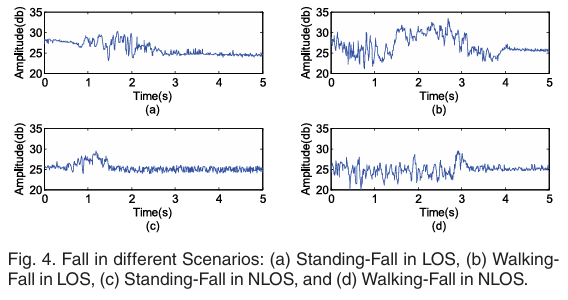 35
30
25
20
Amplitude(db)
0 1 2 3 4 5
Time(s)
(a)
35
30
25
20
Amplitude(db)
0 1 2 3 4 5
Time(s)
(b)
35
30
25
20
Amplitude(db)
0 1 2 3 4 5
Time(s)
(c)
35
30
25
20
Amplitude(db)
0 1 2 3 4 5
Time(s)
(d)
Fig. 4. Fall in different Scenarios: (a) Standing-Fall in LOS, (b) Walking-
Fall in LOS, (c) Standing-Fall in NLOS, and (d) Walking-Fall in NLOS.